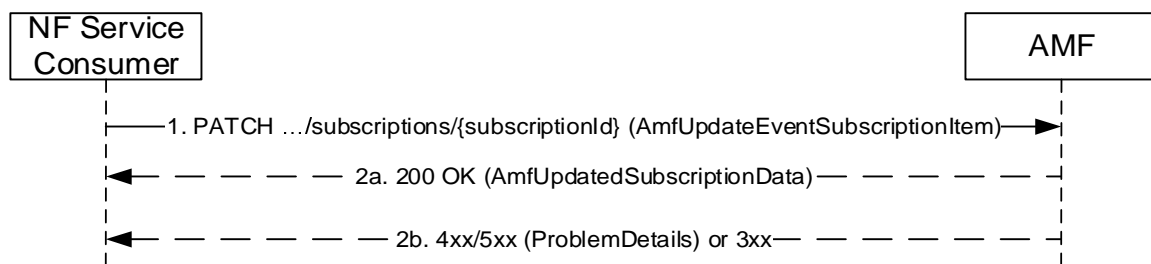 NF Service
Consumer
AMF
1. PATCH …/subscriptions/{subscriptionId} (AmfUpdateEventSubscriptionItem)
2a. 200 OK (AmfUpdatedSubscriptionData)
2b. 4xx/5xx (ProblemDetails) or 3xx